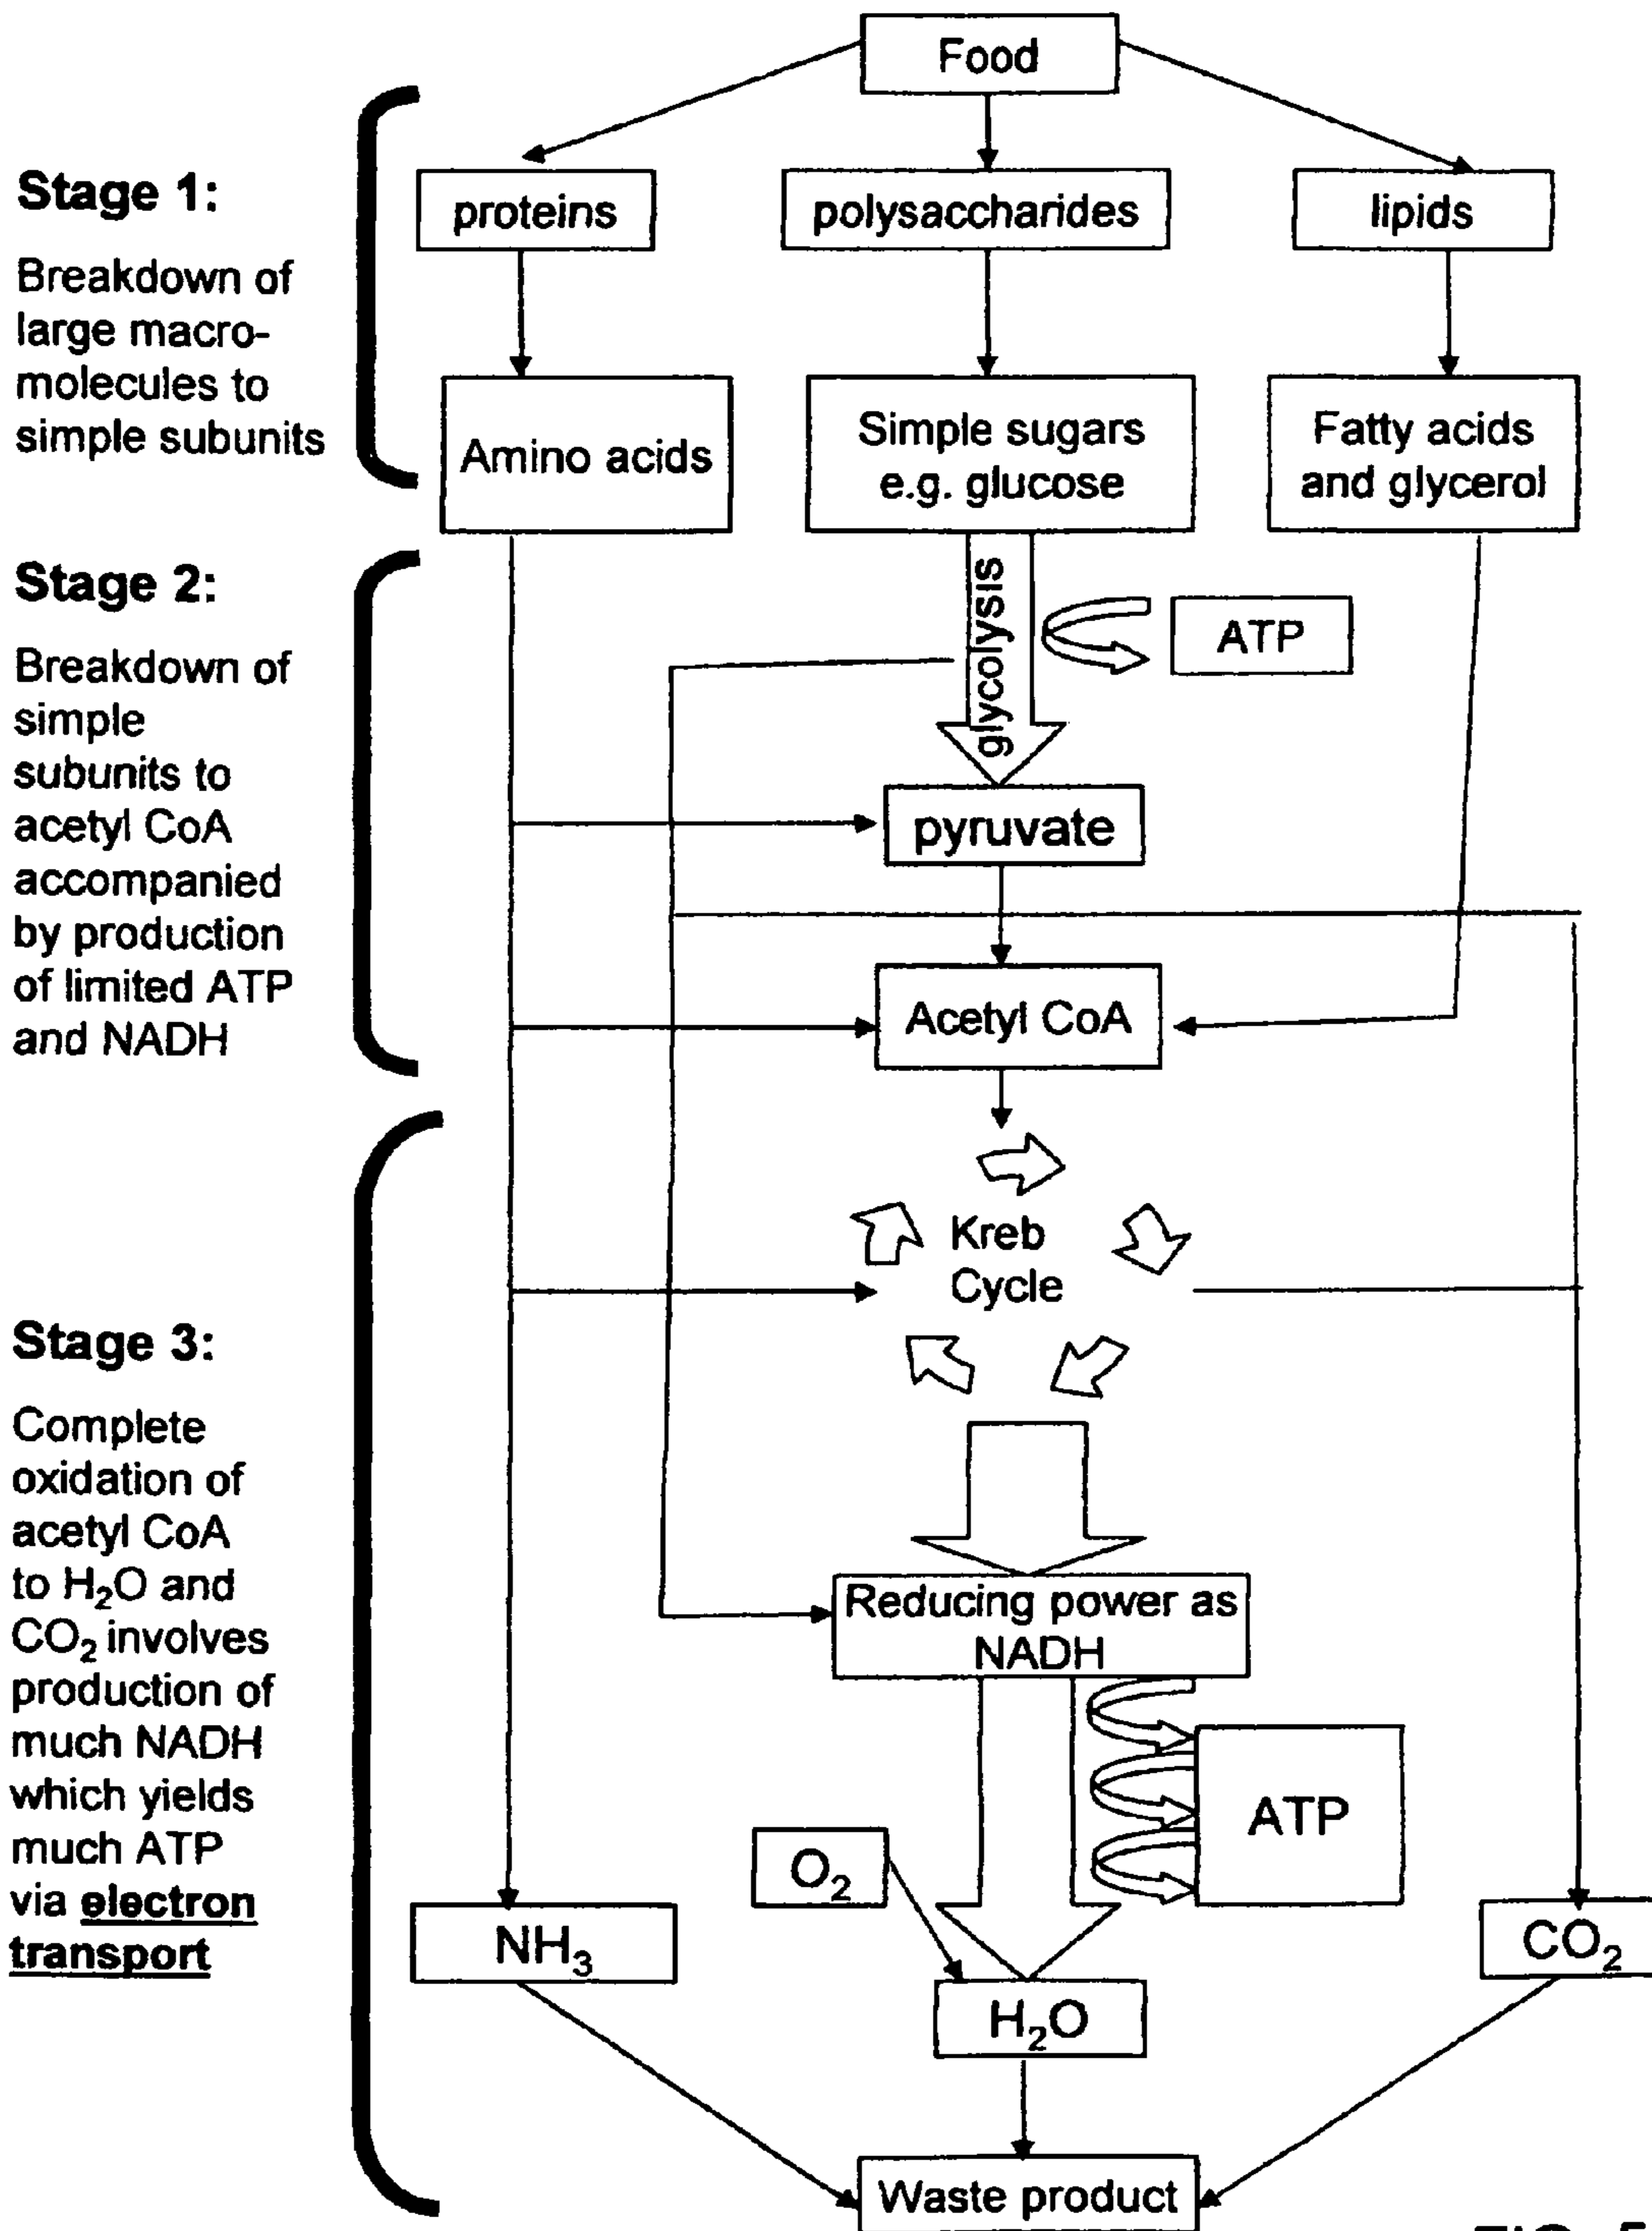 Food
Stage 1:
Breakdown of
large macro-
molecules to
simple subunits
proteins
polysaccharides
lipids
Amino acids
Simple sugars
e.g. glucose
Fatty acids
and glycerol
Stage 2:
Breakdown of
simple
subunits to
acetyl CoA
accompanied
by production
of limited ATP
and NADH
glycolysis
ATP
pyruvate
Acetyl CoA
Kreb
Cycle
Stage 3:
Complete
oxidation of
acetyl CoA
to H₂O and
CO₂ involves
production of
much NADH
which yields
much ATP
via electron
transport
Reducing power as
NADH
ATP
O₂
NH₃
H₂O
CO₂
Waste product